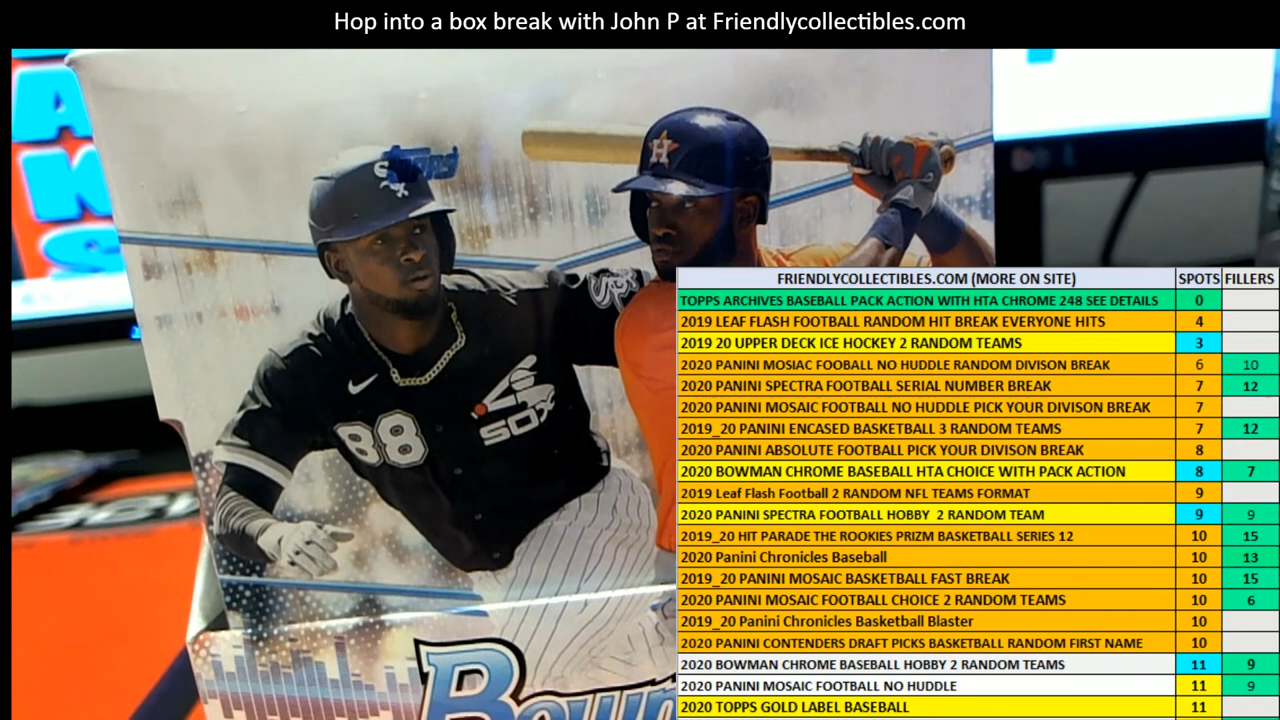 Hop into a box break with John P at Friendlycollectibles.com
A
K
S
H
SOX
88
FRIENDLYCOLLECTIBLES.COM (MORE ON SITE) SPOTS FILLERS
TOPPS ARCHIVES BASEBALL PACK ACTION WITH HTA CHROME 248 SEE DETAILS 0
2019 LEAF FLASH FOOTBALL RANDOM HIT BREAK EVERYONE HITS 4
2019 20 UPPER DECK ICE HOCKEY 2 RANDOM TEAMS 3
2020 PANINI MOSIAC FOOBALL NO HUDDLE RANDOM DIVISON BREAK 6 10
2020 PANINI SPECTRA FOOTBALL SERIAL NUMBER BREAK 7 12
2020 PANINI MOSAIC FOOTBALL NO HUDDLE PICK YOUR DIVISON BREAK 7
2019_20 PANINI ENCASED BASKETBALL 3 RANDOM TEAMS 7 12
2020 PANINI ABSOLUTE FOOTBALL PICK YOUR DIVISON BREAK 8
2020 BOWMAN CHROME BASEBALL HTA CHOICE WITH PACK ACTION 8 7
2019 Leaf Flash Football 2 RANDOM NFL TEAMS FORMAT 9
2020 PANINI SPECTRA FOOTBALL HOBBY 2 RANDOM TEAM 9 9
2019_20 HIT PARADE THE ROOKIES PRIZM BASKETBALL SERIES 12 10 15
2020 Panini Chronicles Baseball 10 13
2019_20 PANINI MOSAIC BASKETBALL FAST BREAK 10 15
2020 PANINI MOSAIC FOOTBALL CHOICE 2 RANDOM TEAMS 10 6
2019_20 Panini Chronicles Basketball Blaster 10
2020 PANINI CONTENDERS DRAFT PICKS BASKETBALL RANDOM FIRST NAME 10
2020 BOWMAN CHROME BASEBALL HOBBY 2 RANDOM TEAMS 11 9
2020 PANINI MOSAIC FOOTBALL NO HUDDLE 11 9
2020 TOPPS GOLD LABEL BASEBALL 11